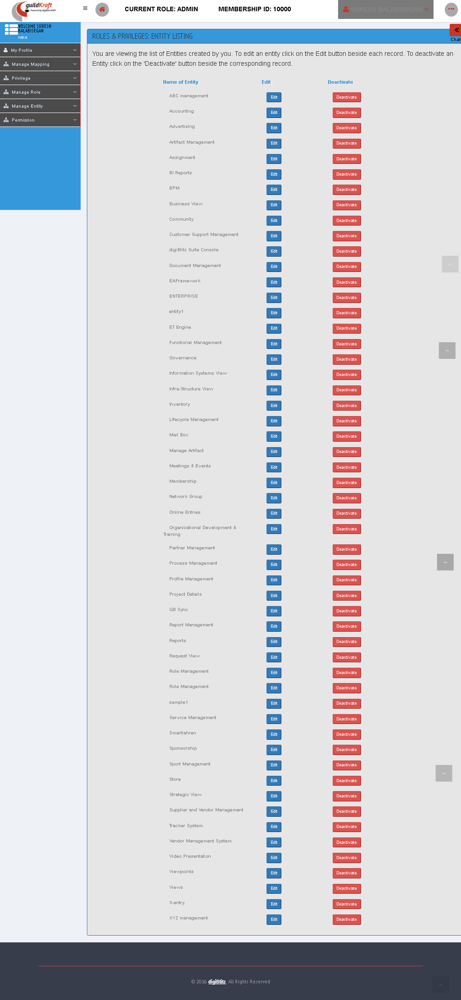 guildKraft
Powered by digiBlitz ELMT
CURRENT ROLE: ADMIN
MEMBERSHIP ID: 10000
SURESH BALABISEGAN
WELCOME SURESH
BALABISEGAN
Admin
Chat
My Profile
Manage Mapping
Privilege
Manage Role
Manage Entity
Permission
ROLES & PRIVILEGES: ENTITY LISTING
You are viewing the list of Entities created by you. To edit an entity click on the Edit button beside each record. To deactivate an
Entity click on the 'Deactivate' button beside the corresponding record.
Name of Entity Edit Deactivate
ABC management Edit Deactivate
Accounting Edit Deactivate
Advertising Edit Deactivate
Artifact Management Edit Deactivate
Assignment Edit Deactivate
BI Reports Edit Deactivate
BPM Edit Deactivate
Business View Edit Deactivate
Community Edit Deactivate
Customer Support Management Edit Deactivate
digiBlitz Suite Console Edit Deactivate
Document Management Edit Deactivate
EAFramework Edit Deactivate
ENTERPRISE Edit Deactivate
entity1 Edit Deactivate
ET Engine Edit Deactivate
Functional Management Edit Deactivate
Governance Edit Deactivate
Information Systems View Edit Deactivate
Infra-Structure View Edit Deactivate
Inventory Edit Deactivate
Lifecycle Management Edit Deactivate
Mail Box Edit Deactivate
Manage Artifact Edit Deactivate
Meetings & Events Edit Deactivate
Membership Edit Deactivate
Network Group Edit Deactivate
Online Entries Edit Deactivate
Organizational Development & Edit Deactivate
Training
Partner Management Edit Deactivate
Process Management Edit Deactivate
Profile Management Edit Deactivate
Project Details Edit Deactivate
QB Sync Edit Deactivate
Report Management Edit Deactivate
Reports Edit Deactivate
Request View Edit Deactivate
Role Management Edit Deactivate
Role Management Edit Deactivate
sample1 Edit Deactivate
Service Management Edit Deactivate
Smartlehren Edit Deactivate
Sponsorship Edit Deactivate
Sport Management Edit Deactivate
Store Edit Deactivate
Strategic View Edit Deactivate
Supplier and Vendor Management Edit Deactivate
Tracker System Edit Deactivate
Vendor Management System Edit Deactivate
Video Presentation Edit Deactivate
Viewpoints Edit Deactivate
Views Edit Deactivate
X-entry Edit Deactivate
XYZ management Edit Deactivate
© 2016 digiBlitz. All Rights Reserved